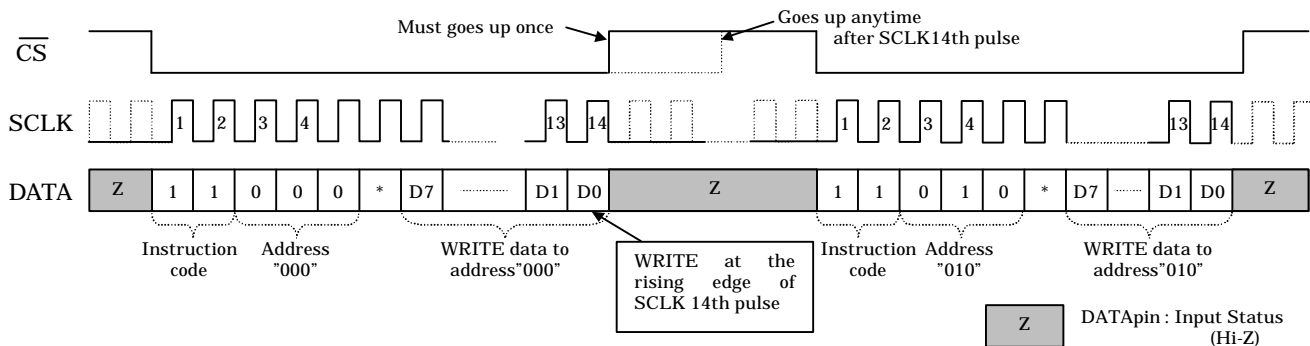 Must goes up once
Goes up anytime
after SCLK14th pulse
CS
SCLK 1 2 3 4 13 14 1 2 3 4 13 14
DATA Z 1 1 0 0 0 * D7 D1 D0 Z 1 1 0 1 0 * D7 D1 D0 Z
Instruction
code
Address
"000"
WRITE data to
address"000"
WRITE at the
rising edge of
SCLK 14th pulse
Instruction
code
Address
"010"
WRITE data to
address"010"
Z DATApin : Input Status
(Hi-Z)